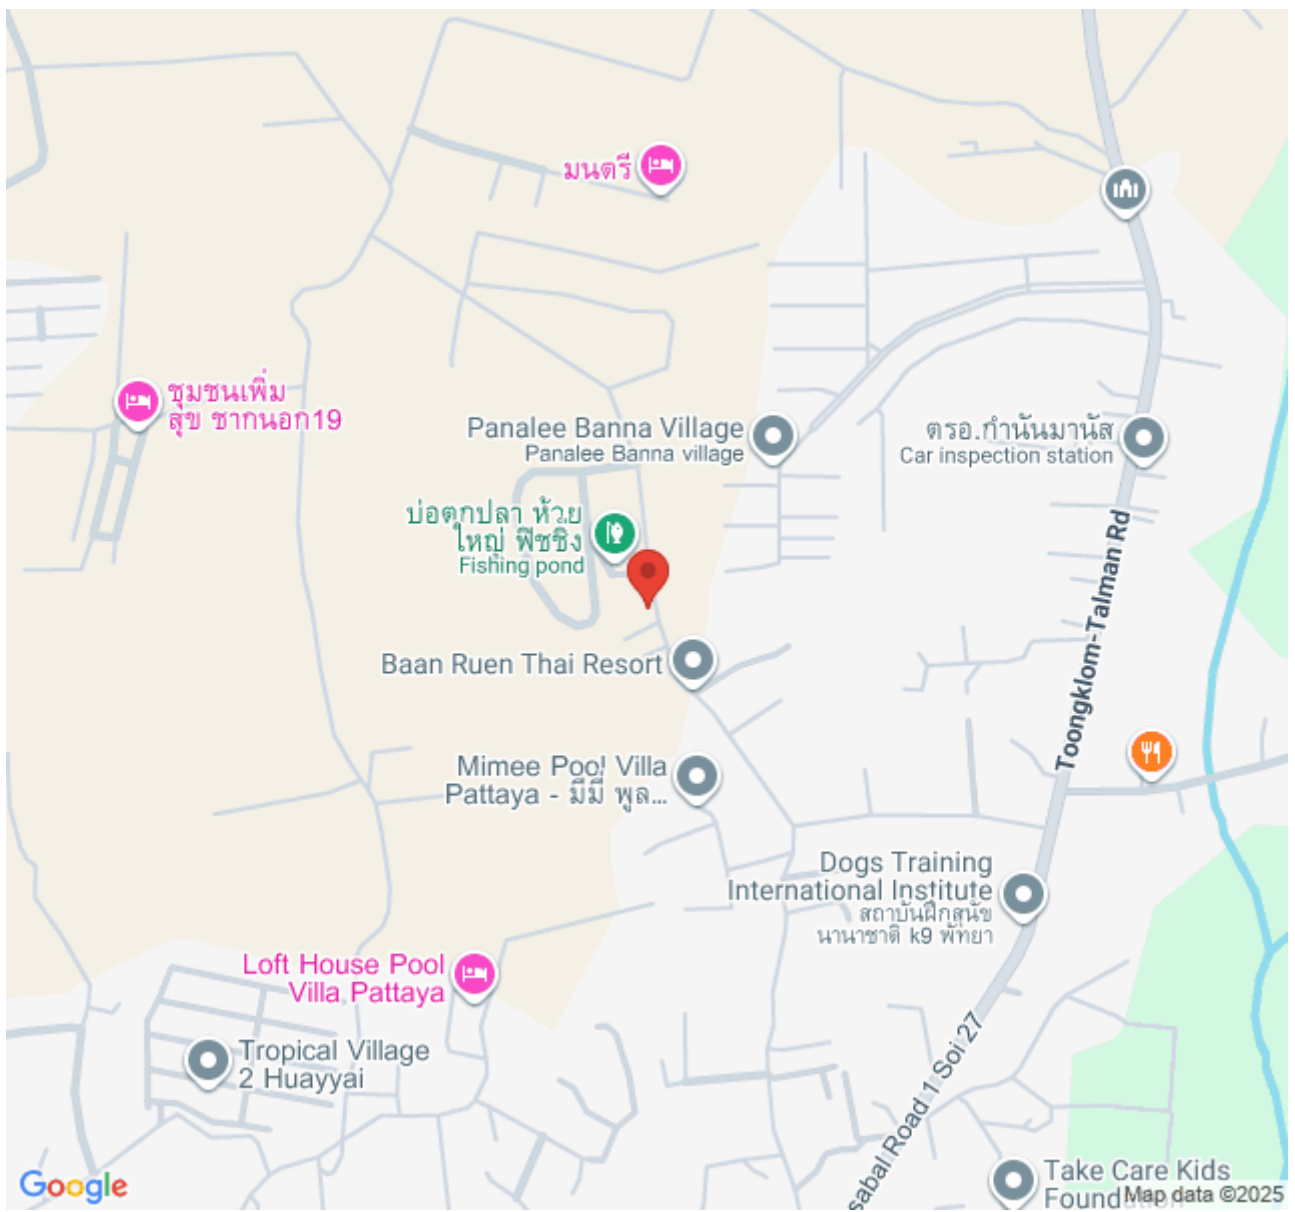 มนตรี
ชุมชนเพิ่ม
สุข ชากนอก19
Panalee Banna Village
Panalee Banna village
ตรอ.กำนันมานัส
Car inspection station
บ่อตกปลา ห้วย
ใหญ่ ฟิชชิ่ง
Fishing pond
Toongklom-Talman Rd
Baan Ruen Thai Resort
Mimee Pool Villa
Pattaya - มีมี่ พูล...
Dogs Training
International Institute
สถาบันฝึกสุนัข
นานาชาติ k9 พัทยา
Loft House Pool
Villa Pattaya
Tropical Village
2 Huayyai
sabal Road 1 Soi 27
Take Care Kids
Foundation
Google
Map data ©2025